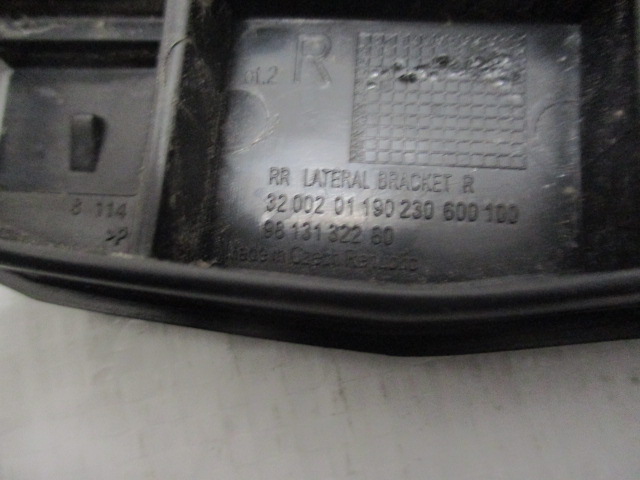 R
RR LATERAL BRACKET R
32 002 01 190 230 600 100
98 131 322 80
Made in Czech Republic
8 114
>P